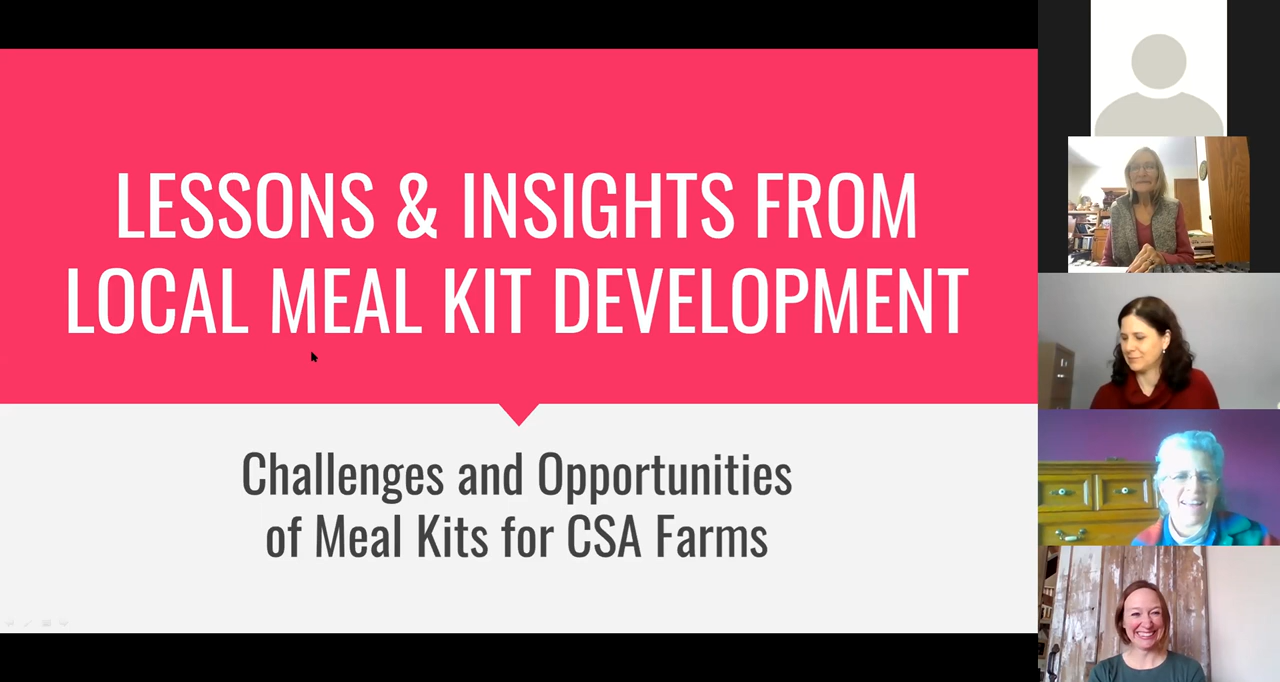 LESSONS & INSIGHTS FROM
LOCAL MEAL KIT DEVELOPMENT
Challenges and Opportunities
of Meal Kits for CSA Farms